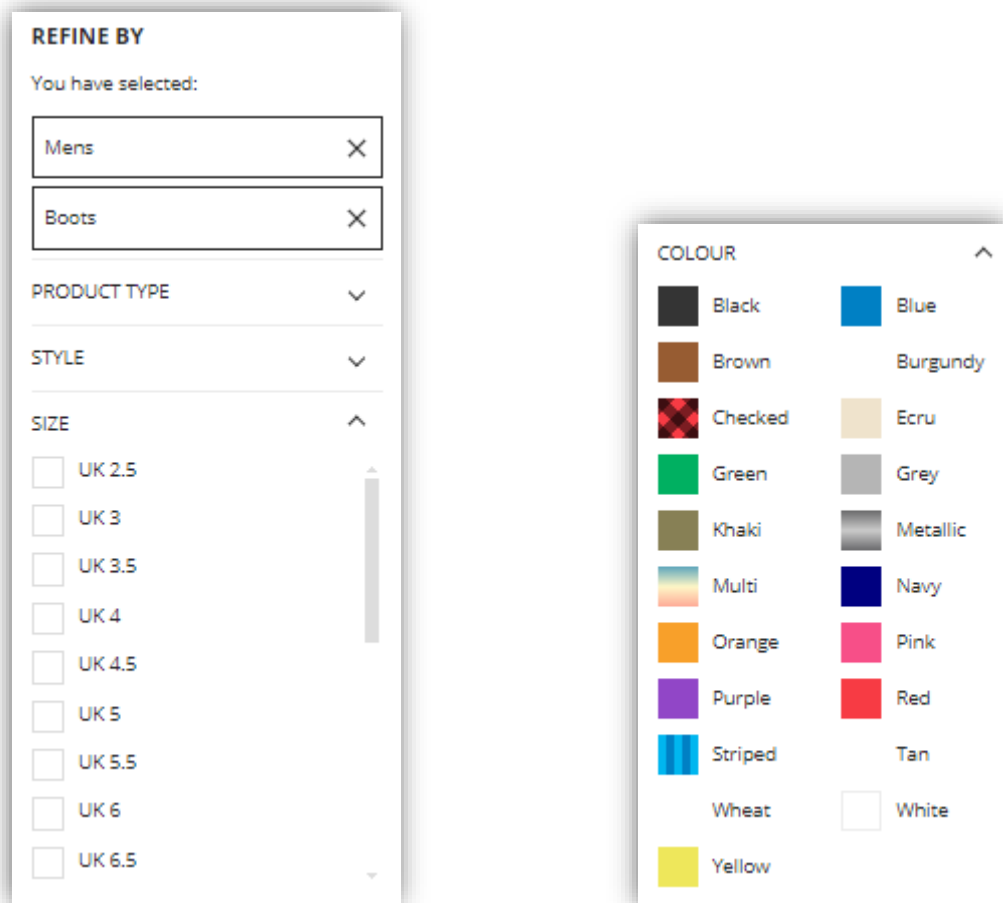 REFINE BY
You have selected:
Mens
Boots
PRODUCT TYPE
STYLE
SIZE
UK 2.5
UK 3
UK 3.5
UK 4
UK 4.5
UK 5
UK 5.5
UK 6
UK 6.5
COLOUR
Black Blue
Brown Burgundy
Checked Ecru
Green Grey
Khaki Metallic
Multi Navy
Orange Pink
Purple Red
Striped Tan
Wheat White
Yellow